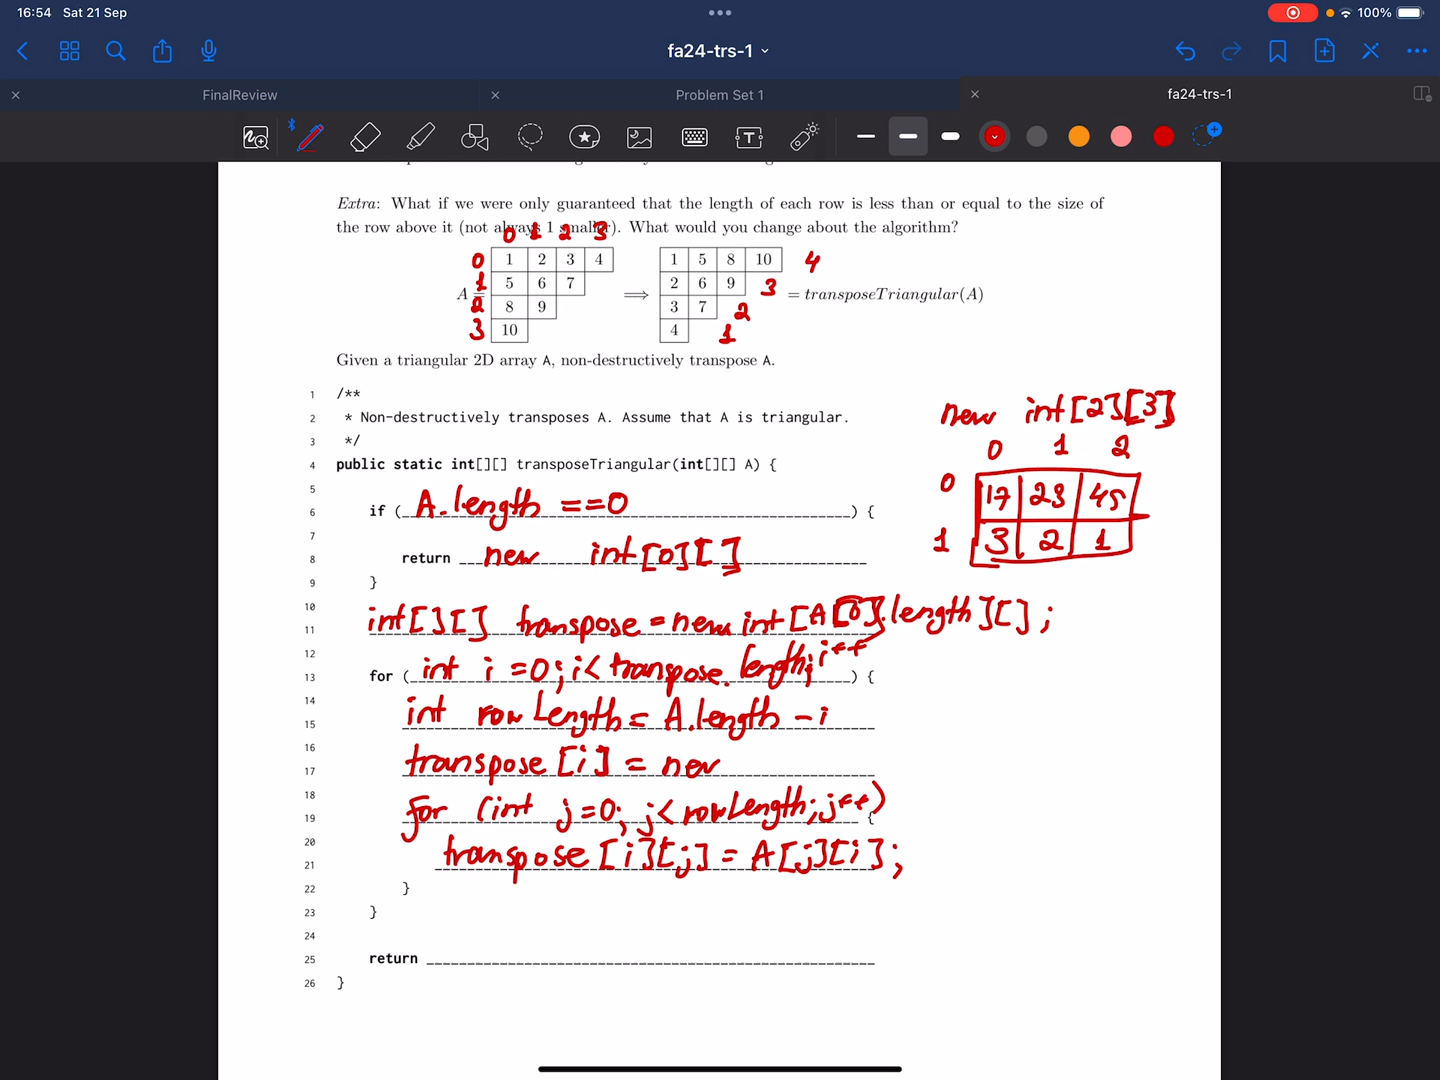 16:54 Sat 21 Sep
100%
fa24-trs-1
FinalReview
Problem Set 1
fa24-trs-1
Extra: What if we were only guaranteed that the length of each row is less than or equal to the size of
the row above it (not always 1 smaller). What would you change about the algorithm?
0 1 2 3
0 1 2 3 4
1 5 6 7
2 8 9
3 10
A =
⟹
1 5 8 10 4
2 6 9 3
3 7 2
4 1
= transposeTriangular(A)
Given a triangular 2D array A, non-destructively transpose A.
1 /**
2 * Non-destructively transposes A. Assume that A is triangular.
3 */
4 public static int[][] transposeTriangular(int[][] A) {
5
6 if ( A.length ==0 ) {
7
8 return new int[0][]
9 }
10
11 int[][] transpose = new int[A[0].length][];
12
13 for ( int i =0; i< transpose.length; i++ ) {
14
15 int rowLength = A.length - i
16
17 transpose [i] = new
18
19 for (int j=0; j< rowLength; j++) {
20
21 transpose [i][j] = A[j][i];
22 }
23 }
24
25 return
26 }
new int[2][3]
0 1 2
0 17 23 45
1 3 2 1